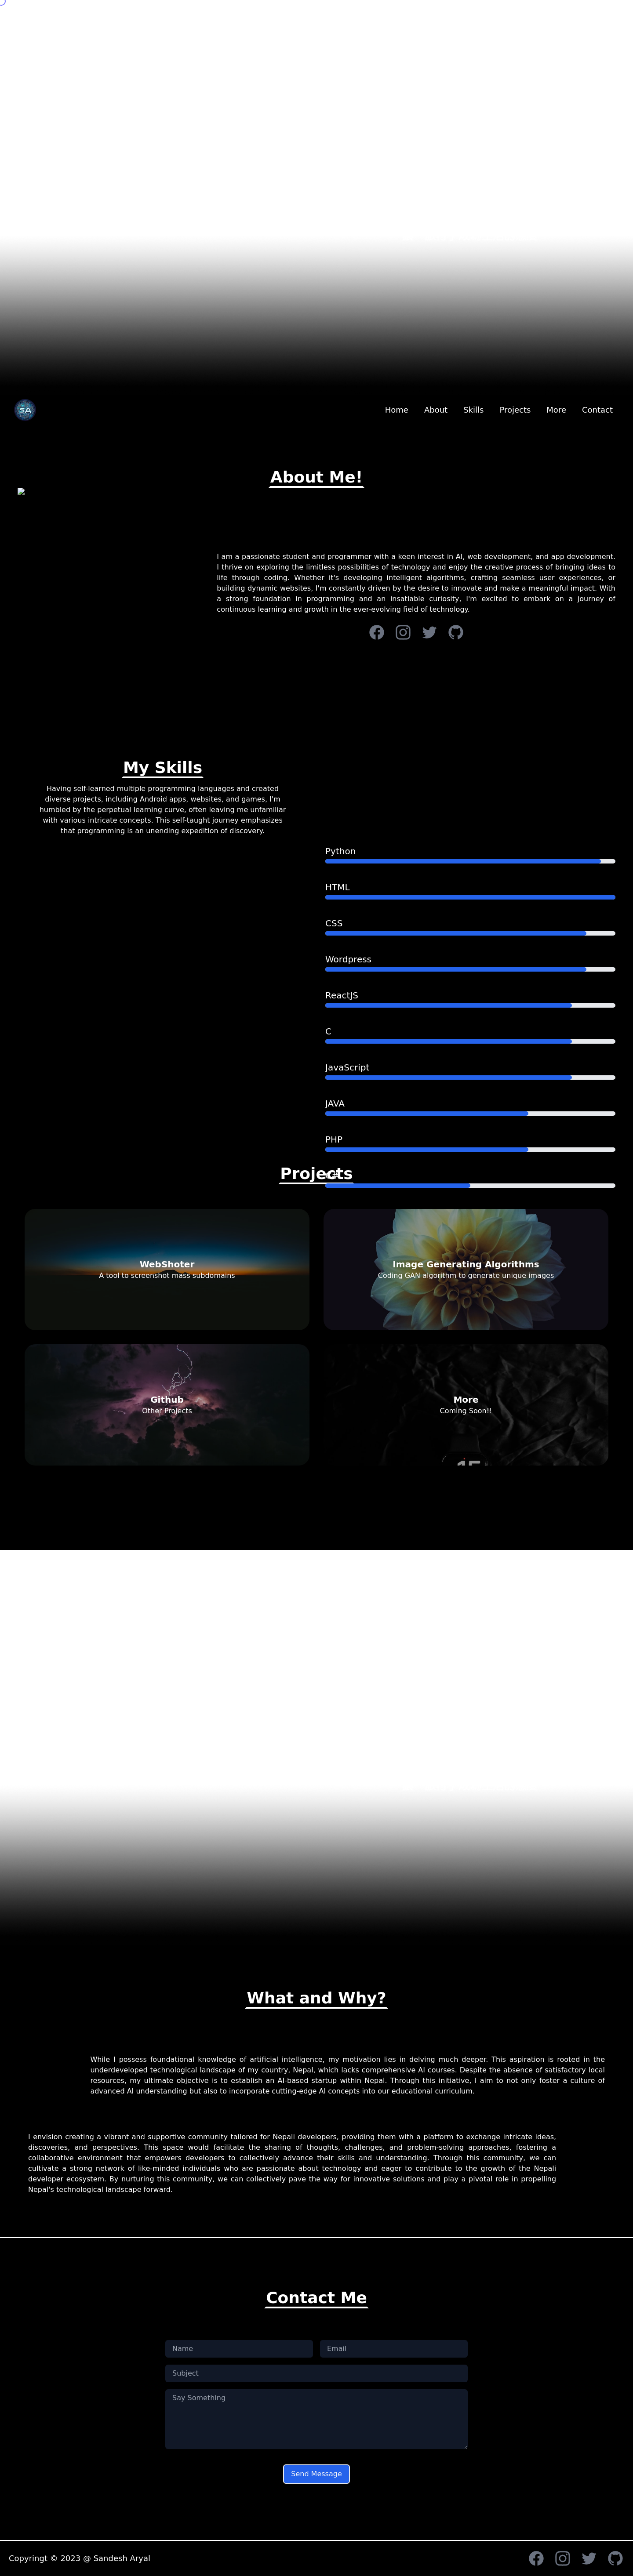 SA
Home About Skills Projects More Contact
About Me!
I am a passionate student and programmer with a keen interest in AI, web development, and app development.
I thrive on exploring the limitless possibilities of technology and enjoy the creative process of bringing ideas to
life through coding. Whether it's developing intelligent algorithms, crafting seamless user experiences, or
building dynamic websites, I'm constantly driven by the desire to innovate and make a meaningful impact. With
a strong foundation in programming and an insatiable curiosity, I'm excited to embark on a journey of
continuous learning and growth in the ever-evolving field of technology.
My Skills
Having self-learned multiple programming languages and created
diverse projects, including Android apps, websites, and games, I'm
humbled by the perpetual learning curve, often leaving me unfamiliar
with various intricate concepts. This self-taught journey emphasizes
that programming is an unending expedition of discovery.
Python
HTML
CSS
Wordpress
ReactJS
C
JavaScript
JAVA
PHP
Projects
WebShoter
A tool to screenshot mass subdomains
Image Generating Algorithms
Coding GAN algorithm to generate unique images
Github
Other Projects
More
Coming Soon!!
What and Why?
While I possess foundational knowledge of artificial intelligence, my motivation lies in delving much deeper. This aspiration is rooted in the
underdeveloped technological landscape of my country, Nepal, which lacks comprehensive AI courses. Despite the absence of satisfactory local
resources, my ultimate objective is to establish an AI-based startup within Nepal. Through this initiative, I aim to not only foster a culture of
advanced AI understanding but also to incorporate cutting-edge AI concepts into our educational curriculum.
I envision creating a vibrant and supportive community tailored for Nepali developers, providing them with a platform to exchange intricate ideas,
discoveries, and perspectives. This space would facilitate the sharing of thoughts, challenges, and problem-solving approaches, fostering a
collaborative environment that empowers developers to collectively advance their skills and understanding. Through this community, we can
cultivate a strong network of like-minded individuals who are passionate about technology and eager to contribute to the growth of the Nepali
developer ecosystem. By nurturing this community, we can collectively pave the way for innovative solutions and play a pivotal role in propelling
Nepal's technological landscape forward.
Contact Me
Name Email
Subject
Say Something
Send Message
Copyringt © 2023 @ Sandesh Aryal